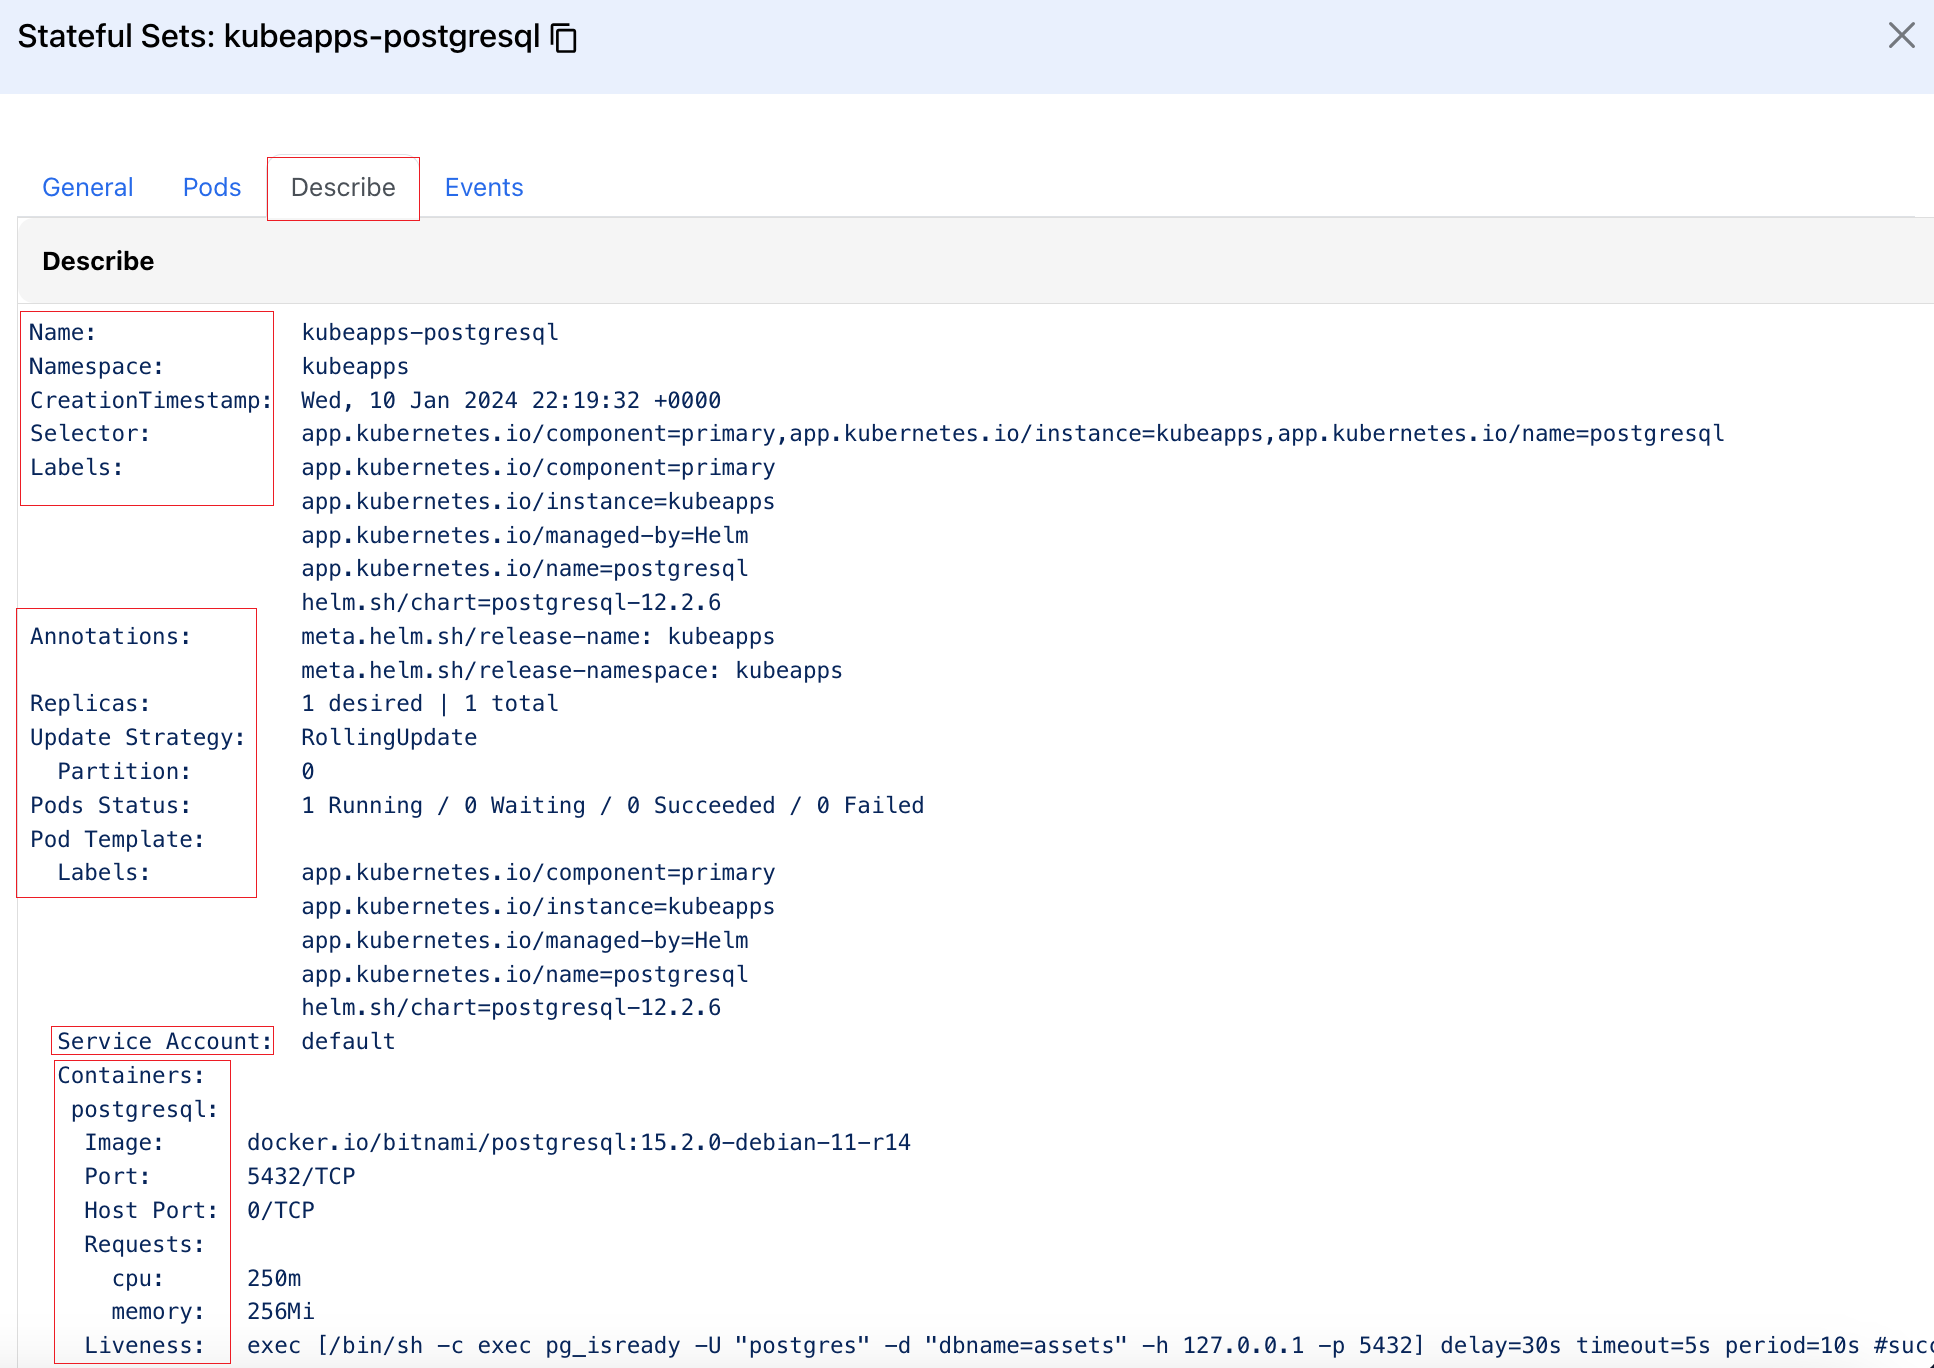 Stateful Sets: kubeapps-postgresql
General Pods Describe Events
Describe
Name: kubeapps-postgresql
Namespace: kubeapps
CreationTimestamp: Wed, 10 Jan 2024 22:19:32 +0000
Selector: app.kubernetes.io/component=primary,app.kubernetes.io/instance=kubeapps,app.kubernetes.io/name=postgresql
Labels: app.kubernetes.io/component=primary
app.kubernetes.io/instance=kubeapps
app.kubernetes.io/managed-by=Helm
app.kubernetes.io/name=postgresql
helm.sh/chart=postgresql-12.2.6
Annotations: meta.helm.sh/release-name: kubeapps
meta.helm.sh/release-namespace: kubeapps
Replicas: 1 desired | 1 total
Update Strategy: RollingUpdate
Partition: 0
Pods Status: 1 Running / 0 Waiting / 0 Succeeded / 0 Failed
Pod Template:
Labels: app.kubernetes.io/component=primary
app.kubernetes.io/instance=kubeapps
app.kubernetes.io/managed-by=Helm
app.kubernetes.io/name=postgresql
helm.sh/chart=postgresql-12.2.6
Service Account: default
Containers:
postgresql:
Image: docker.io/bitnami/postgresql:15.2.0-debian-11-r14
Port: 5432/TCP
Host Port: 0/TCP
Requests:
cpu: 250m
memory: 256Mi
Liveness: exec [/bin/sh -c exec pg_isready -U "postgres" -d "dbname=assets" -h 127.0.0.1 -p 5432] delay=30s timeout=5s period=10s